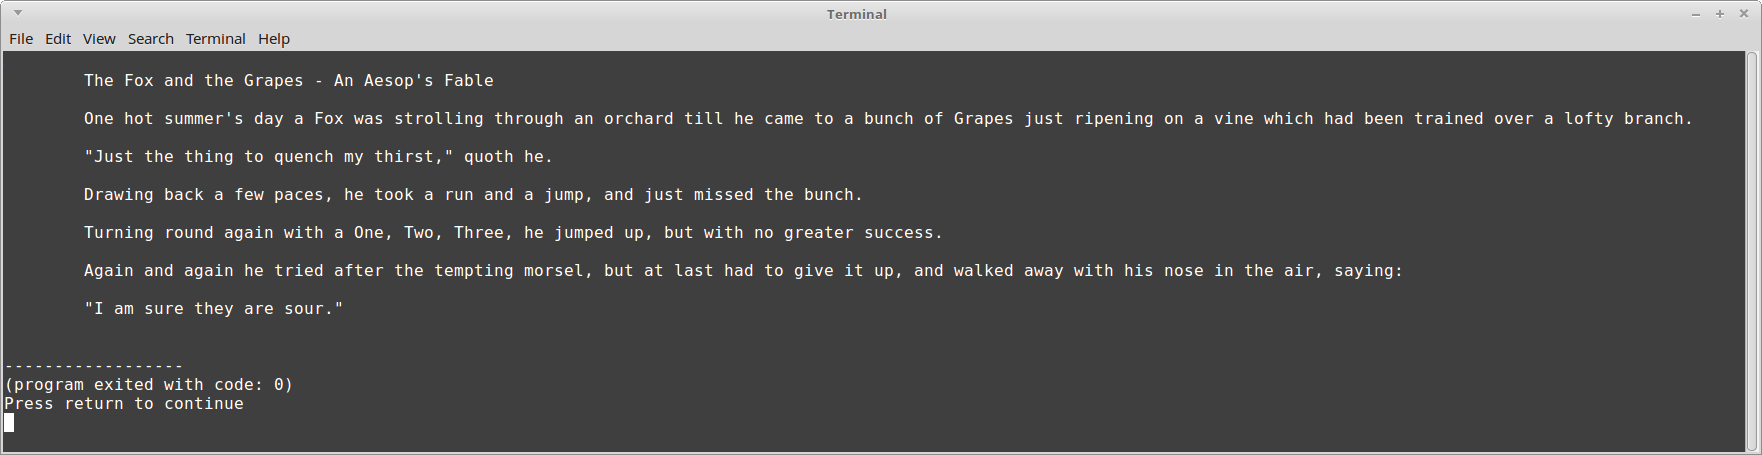 Terminal
File Edit View Search Terminal Help
The Fox and the Grapes - An Aesop's Fable
One hot summer's day a Fox was strolling through an orchard till he came to a bunch of Grapes just ripening on a vine which had been trained over a lofty branch.
"Just the thing to quench my thirst," quoth he.
Drawing back a few paces, he took a run and a jump, and just missed the bunch.
Turning round again with a One, Two, Three, he jumped up, but with no greater success.
Again and again he tried after the tempting morsel, but at last had to give it up, and walked away with his nose in the air, saying:
"I am sure they are sour."
------------------
(program exited with code: 0)
Press return to continue